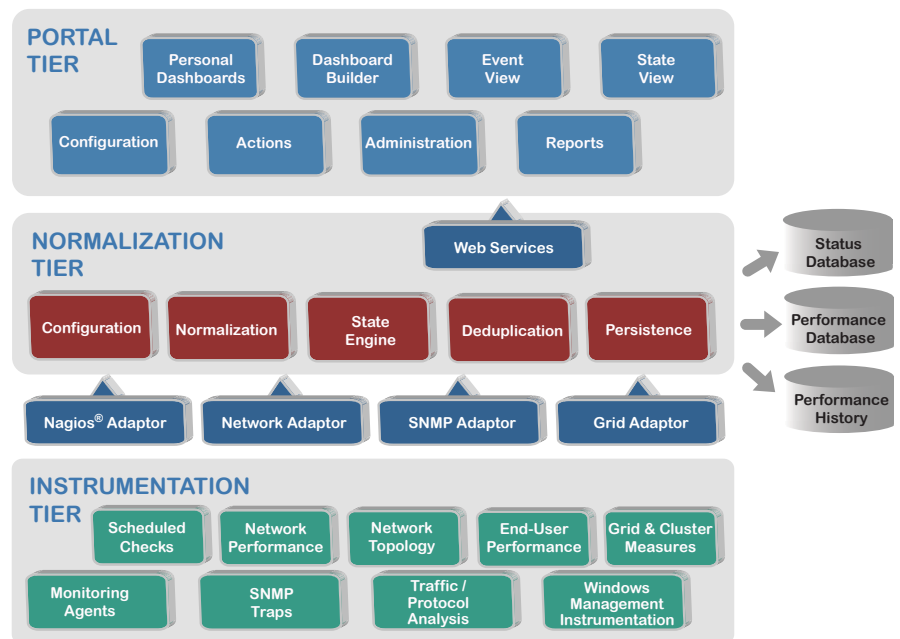 PORTAL
TIER
Personal
Dashboards
Dashboard
Builder
Event
View
State
View
Configuration
Actions
Administration
Reports
NORMALIZATION
TIER
Web Services
Configuration
Normalization
State
Engine
Deduplication
Persistence
Status
Database
Performance
Database
Performance
History
Nagios® Adaptor
Network Adaptor
SNMP Adaptor
Grid Adaptor
INSTRUMENTATION
TIER
Scheduled
Checks
Network
Performance
Network
Topology
End-User
Performance
Grid & Cluster
Measures
Monitoring
Agents
SNMP
Traps
Traffic /
Protocol
Analysis
Windows
Management
Instrumentation